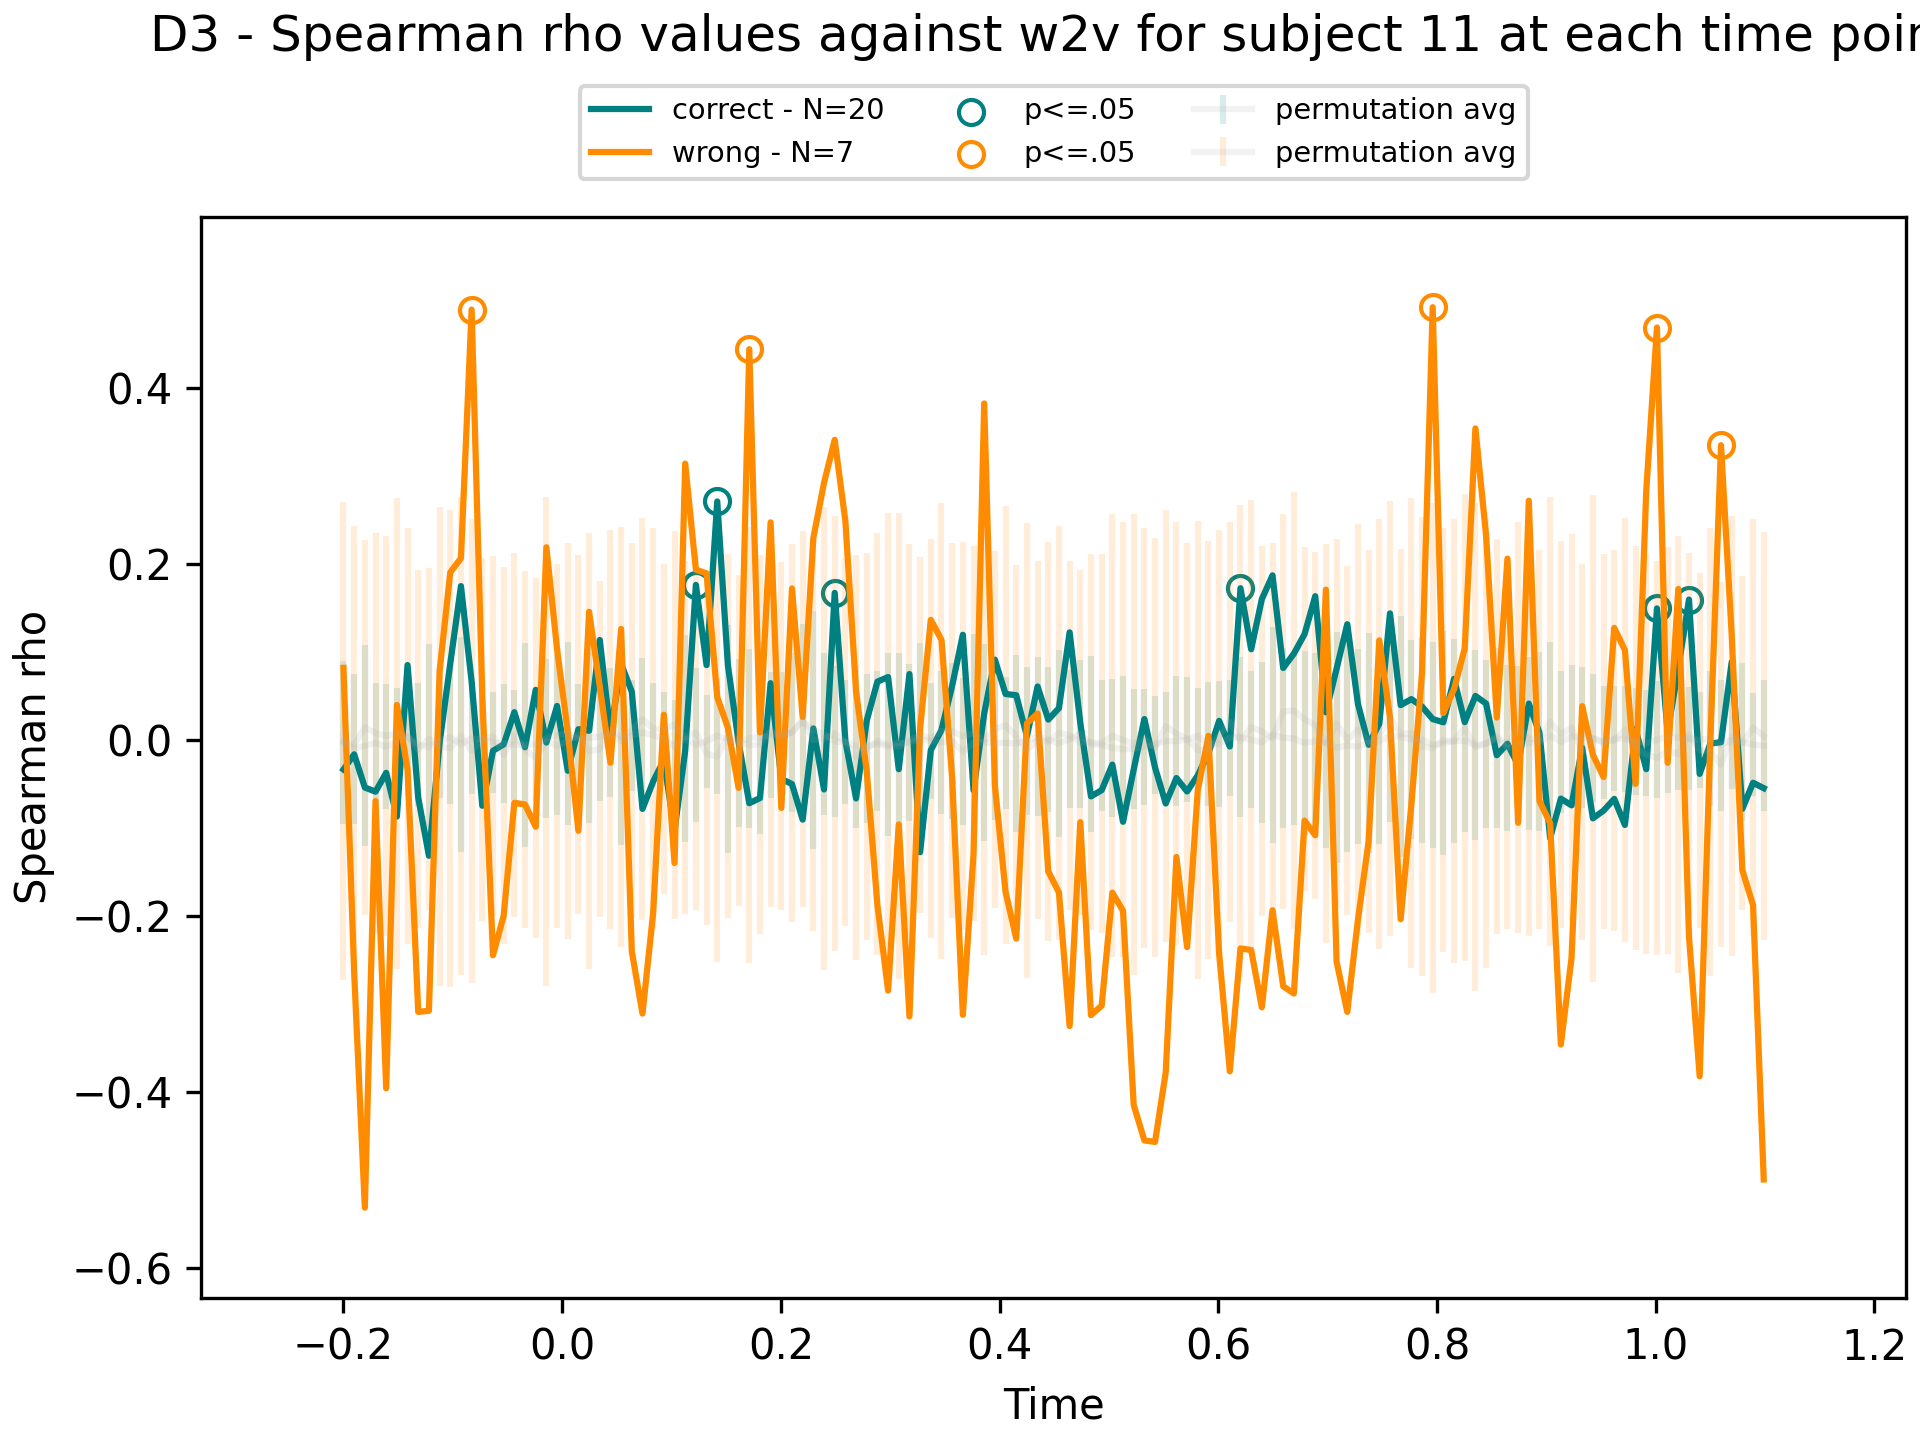 D3 - Spearman rho values against w2v for subject 11 at each time
correct - N=20
wrong - N=7
p<=.05
p<=.05
permutation avg
permutation avg
Spearman rho
0.4
0.2
0.0
−0.2
−0.4
−0.6
−0.2 0.0 0.2 0.4 0.6 0.8 1.0 1.2
Time